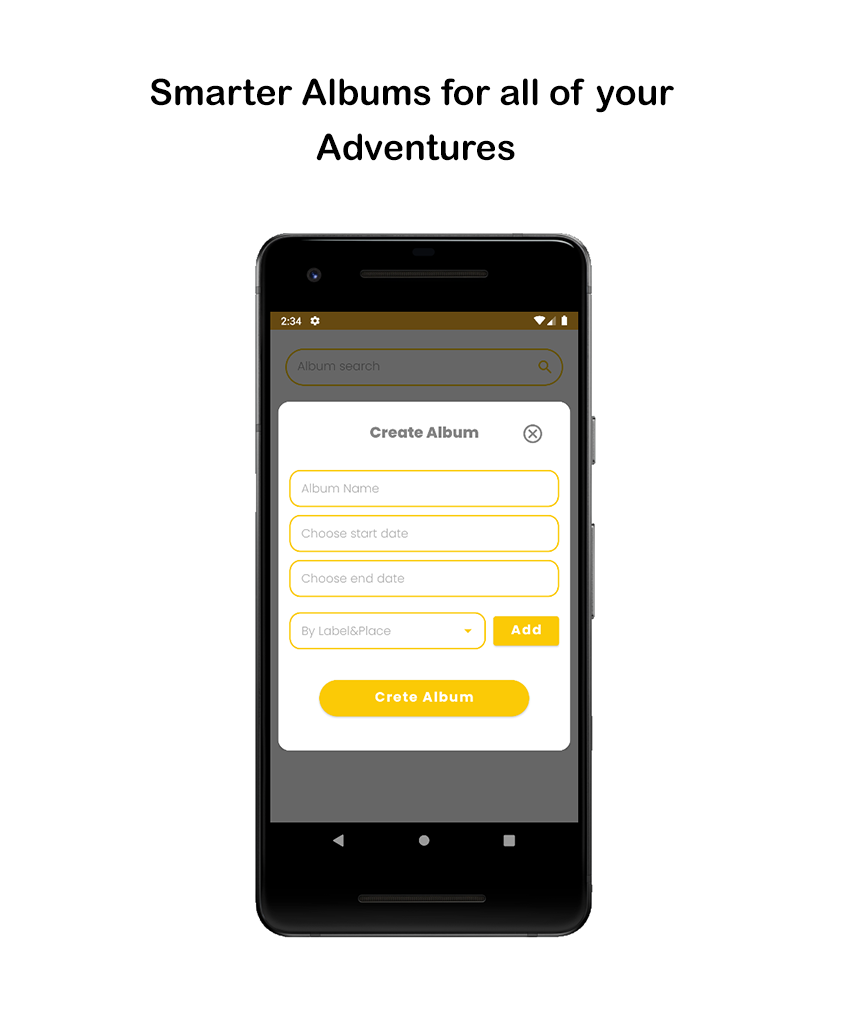 Smarter Albums for all of your
Adventures
2:34
Album search
Create Album
Album Name
Choose start date
Choose end date
By Label&Place
Add
Crete Album